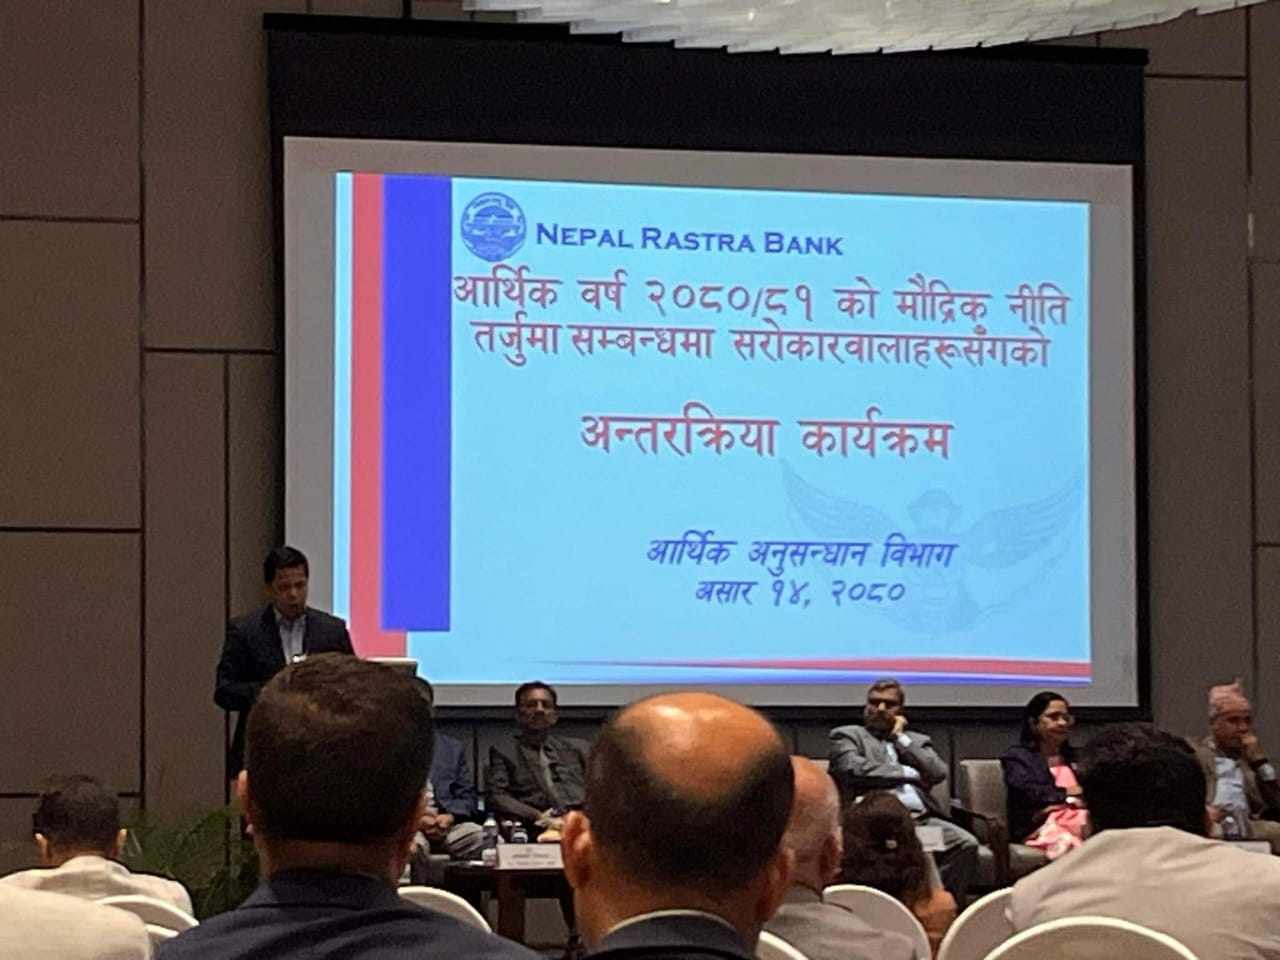 NEPAL RASTRA BANK
आर्थिक वर्ष २०८०/८१ को मौद्रिक नीति
तर्जुमा सम्बन्धमा सरोकारवालाहरूसँगको
अन्तरक्रिया कार्यक्रम
आर्थिक अनुसन्धान विभाग
असार १४, २०८०